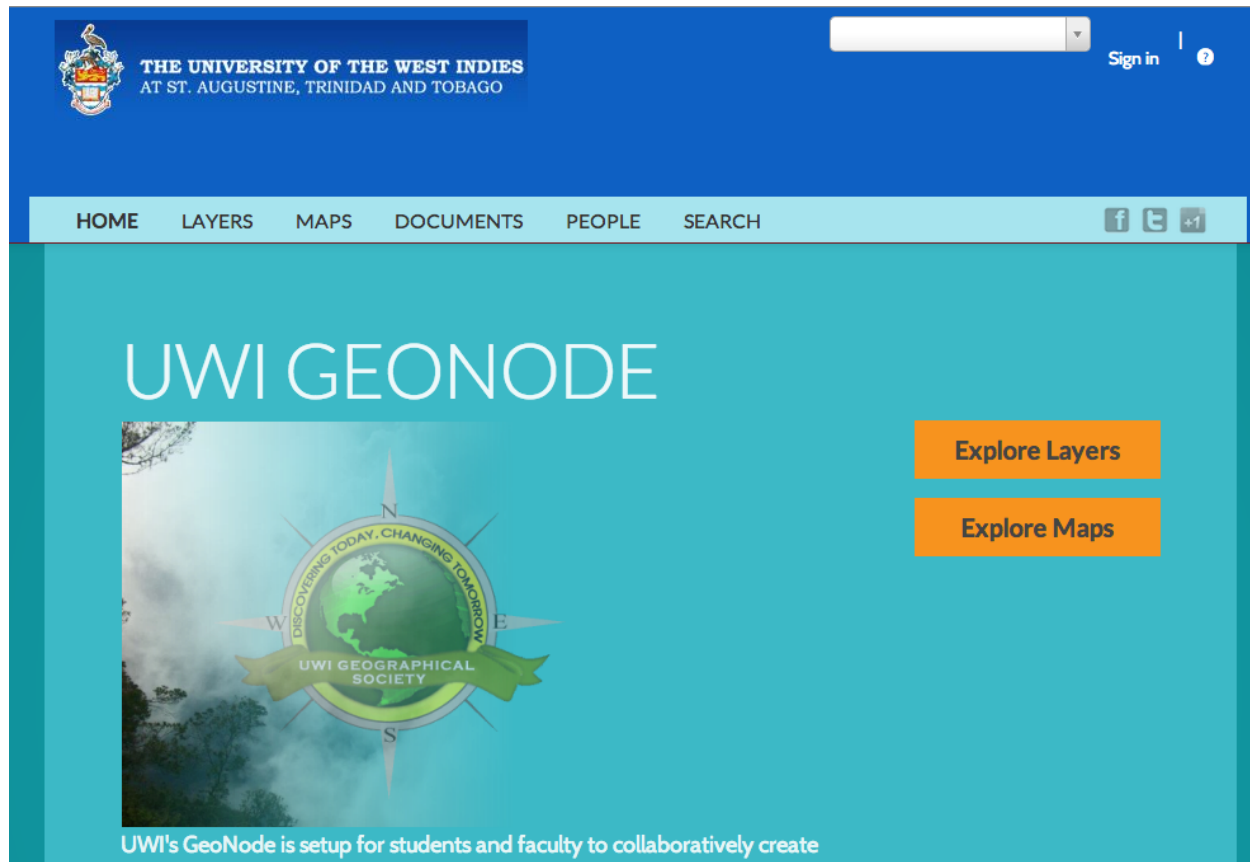 THE UNIVERSITY OF THE WEST INDIES
AT ST. AUGUSTINE, TRINIDAD AND TOBAGO
Sign in | ?
HOME LAYERS MAPS DOCUMENTS PEOPLE SEARCH f t +1
UWI GEONODE
Explore Layers
Explore Maps
N
DISCOVERING TODAY, CHANGING TOMORROW
W E
UWI GEOGRAPHICAL
SOCIETY
S
UWI's GeoNode is setup for students and faculty to collaboratively create